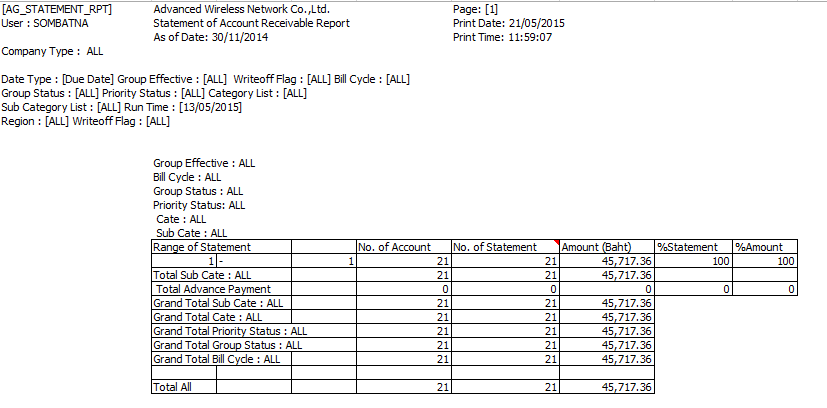 [AG_STATEMENT_RPT] Advanced Wireless Network Co.,Ltd. Page: [1]
User : SOMBATNA Statement of Account Receivable Report Print Date: 21/05/2015
As of Date: 30/11/2014 Print Time: 11:59:07
Company Type : ALL
Date Type : [Due Date] Group Effective : [ALL] Writeoff Flag : [ALL] Bill Cycle : [ALL]
Group Status : [ALL] Priority Status : [ALL] Category List : [ALL]
Sub Category List : [ALL] Run Time : [13/05/2015]
Region : [ALL] Writeoff Flag : [ALL]
Group Effective : ALL
Bill Cycle : ALL
Group Status : ALL
Priority Status: ALL
Cate : ALL
Sub Cate : ALL
Range of Statement No. of Account No. of Statement Amount (Baht) %Statement %Amount
1 - 1 21 21 45,717.36 100 100
Total Sub Cate : ALL 21 21 45,717.36
Total Advance Payment 0 0 0 0 0
Grand Total Sub Cate : ALL 21 21 45,717.36
Grand Total Cate : ALL 21 21 45,717.36
Grand Total Priority Status : ALL 21 21 45,717.36
Grand Total Group Status : ALL 21 21 45,717.36
Grand Total Bill Cycle : ALL 21 21 45,717.36
Total All 21 21 45,717.36